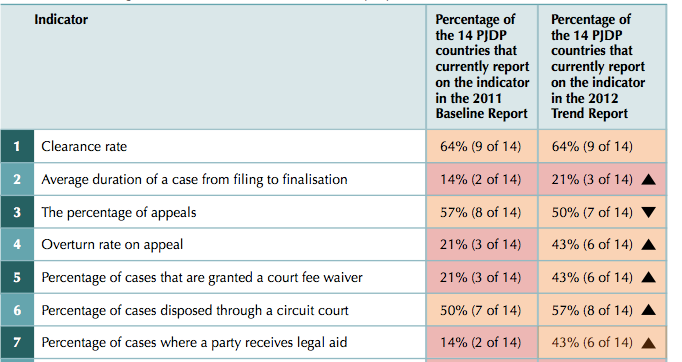 Indicator
Percentage of
the 14 PJDP
countries that
currently report
on the indicator
in the 2011
Baseline Report
Percentage of
the 14 PJDP
countries that
currently report
on the indicator
in the 2012
Trend Report
1 Clearance rate 64% (9 of 14) 64% (9 of 14)
2 Average duration of a case from filing to finalisation 14% (2 of 14) 21% (3 of 14) ▲
3 The percentage of appeals 57% (8 of 14) 50% (7 of 14) ▼
4 Overturn rate on appeal 21% (3 of 14) 43% (6 of 14) ▲
5 Percentage of cases that are granted a court fee waiver 21% (3 of 14) 43% (6 of 14) ▲
6 Percentage of cases disposed through a circuit court 50% (7 of 14) 57% (8 of 14) ▲
7 Percentage of cases where a party receives legal aid 14% (2 of 14) 43% (6 of 14) ▲